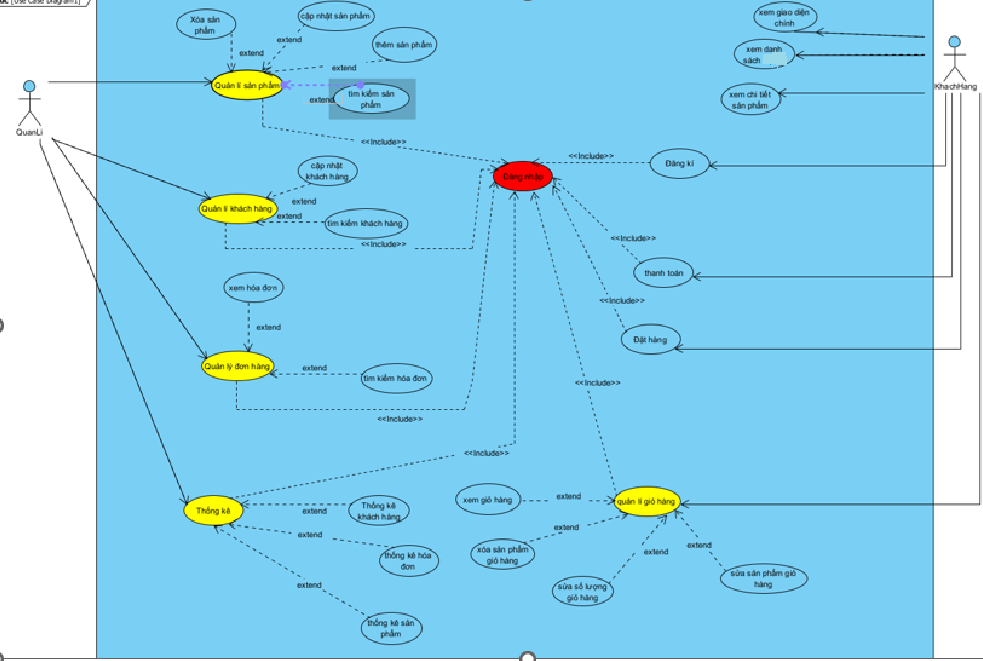 [Use Case Diagram1]
Xóa sản
phẩm
cập nhật sản phẩm
thêm sản phẩm
extend
extend
extend
Quản lí sản phẩm
extend
tìm kiếm sản
phẩm
xem giao diện
chính
xem danh
sách
xem chi tiết
sản phẩm
KhachHang
QuanLi
<<Include>>
Đăng nhập
<<Include>>
Đăng kí
cập nhật
khách hàng
extend
Quản lí khách hàng
extend
tìm kiếm khách hàng
<<Include>>
<<Include>>
thanh toán
xem hóa đơn
<<Include>>
extend
Đặt hàng
Quản lý đơn hàng
extend
tìm kiếm hóa đơn
<<Include>>
<<Include>>
<<Include>>
Thống kê
extend
Thống kê
khách hàng
extend
thống kê hóa
đơn
extend
thống kê sản
phẩm
xem giỏ hàng
extend
quản lí giỏ hàng
extend
xóa sản phẩm
giỏ hàng
extend
sửa số lượng
giỏ hàng
extend
sửa sản phẩm giỏ
hàng